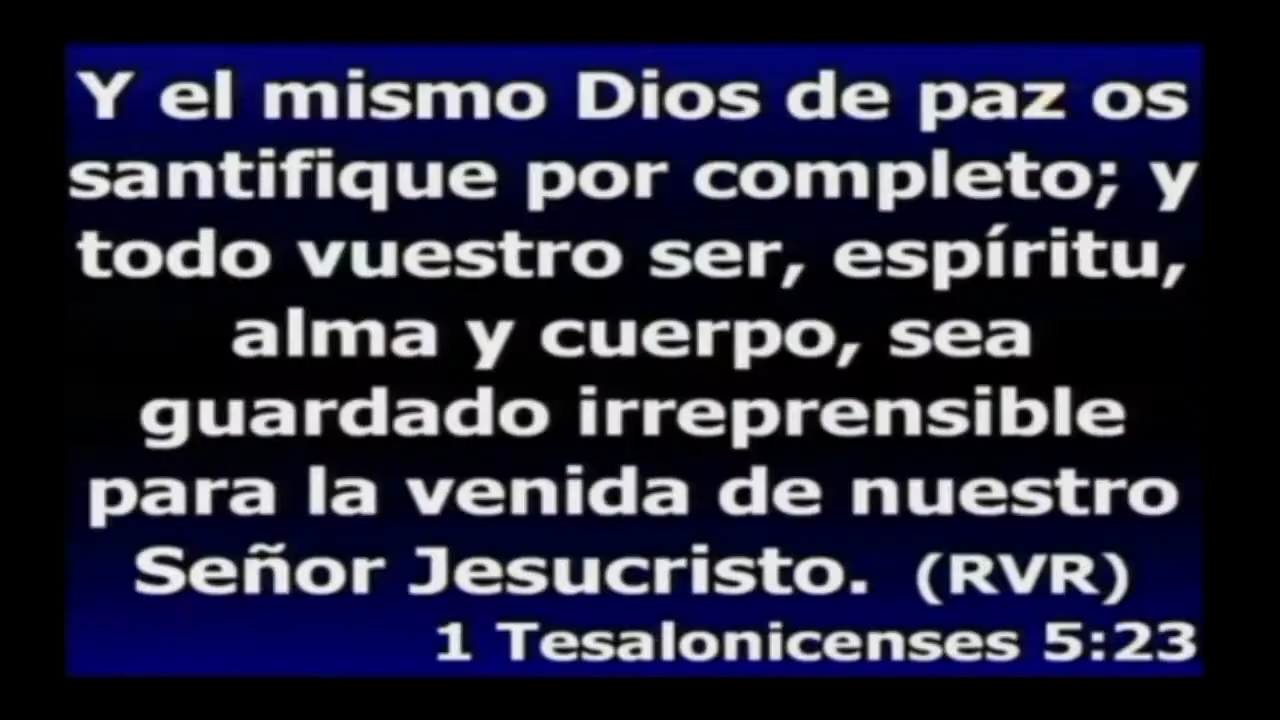 Y el mismo Dios de paz os
santifique por completo; y
todo vuestro ser, espíritu,
alma y cuerpo, sea
guardado irreprensible
para la venida de nuestro
Señor Jesucristo. (RVR)
1 Tesalonicenses 5:23